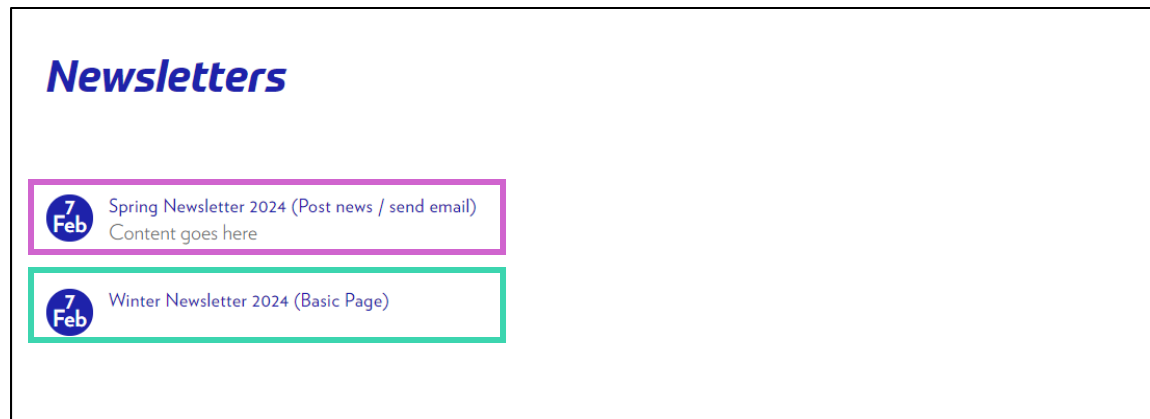 Newsletters
7
Feb
Spring Newsletter 2024 (Post news / send email)
Content goes here
7
Feb
Winter Newsletter 2024 (Basic Page)